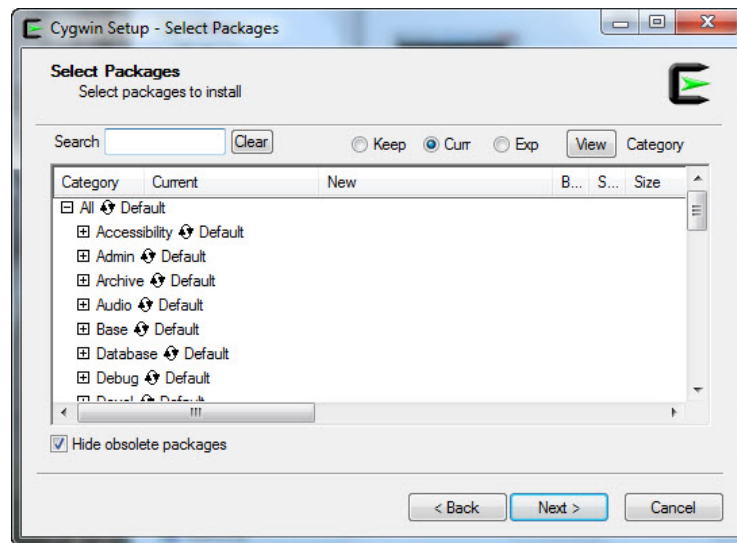 Cygwin Setup - Select Packages
Select Packages
Select packages to install
Search Clear Keep Curr Exp View Category
Category Current New B... S... Size
All Default
Accessibility Default
Admin Default
Archive Default
Audio Default
Base Default
Database Default
Debug Default
Devel Default
Hide obsolete packages
< Back Next > Cancel